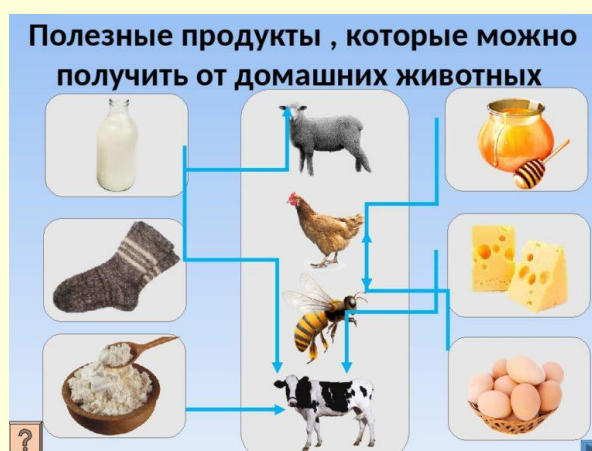 Полезные продукты , которые можно
получить от домашних животных
?